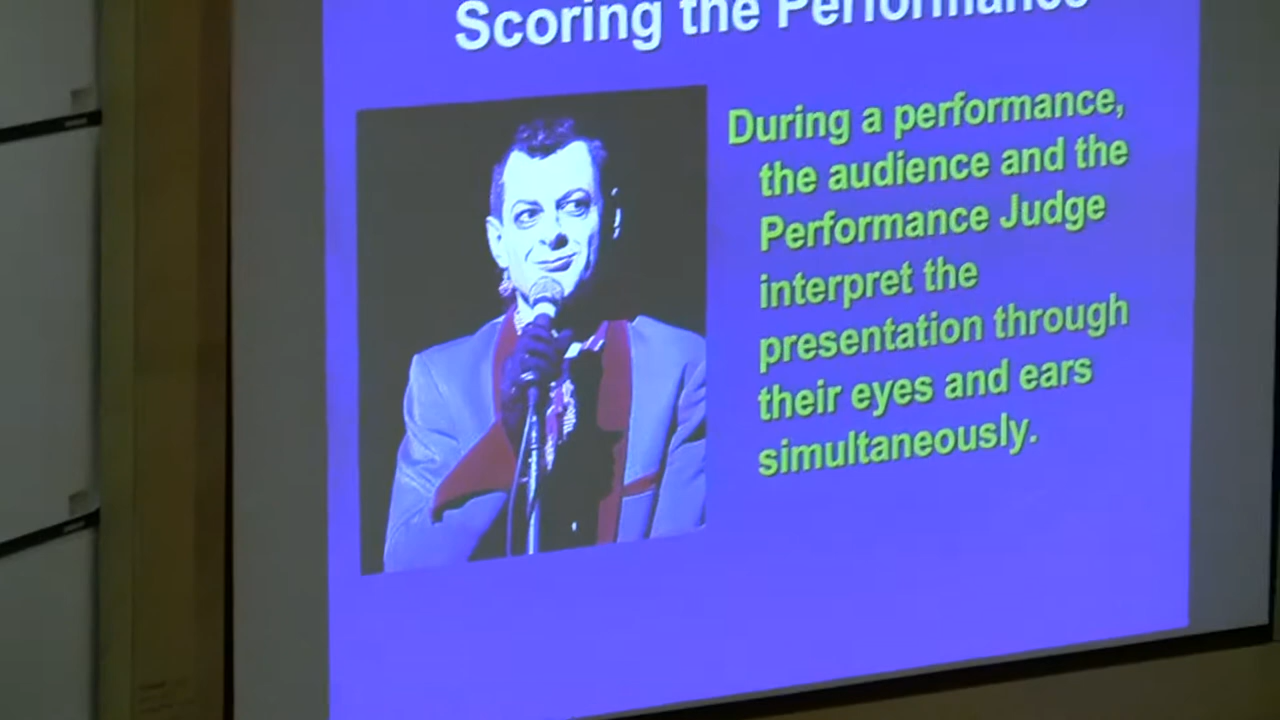 Scoring the Performance
During a performance,
the audience and the
Performance Judge
interpret the
presentation through
their eyes and ears
simultaneously.